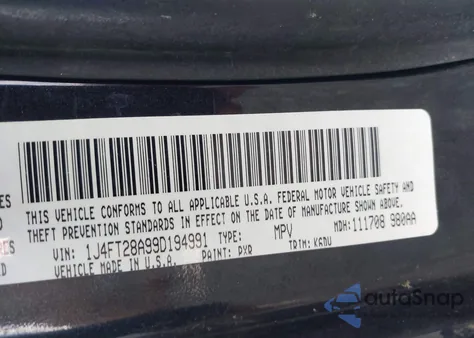 THIS VEHICLE CONFORMS TO ALL APPLICABLE U.S.A. FEDERAL MOTOR VEHICLE SAFETY AND
THEFT PREVENTION STANDARDS IN EFFECT ON THE DATE OF MANUFACTURE SHOWN ABOVE.
VIN: 1J4FT28A99D194991 TYPE: MPV MDH: 111708 980AA
VEHICLE MADE IN U.S.A. PAINT: PXR TRIM: KADU
autoSnap